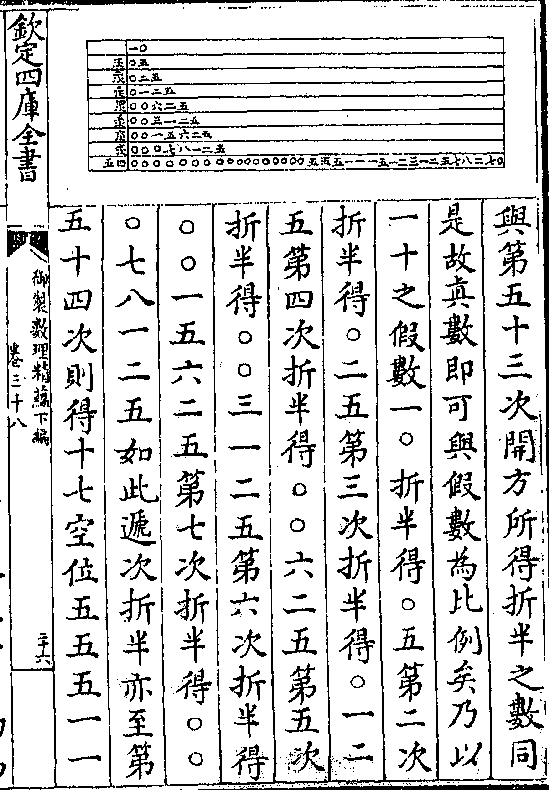 一〇
〇五
〇二五
〇一二五
〇〇六二五
〇〇三一二五
〇〇一五六二五
〇〇〇七八一二五
〇〇〇〇〇〇〇〇〇〇〇〇〇〇〇〇〇五五五一一一五一二三一二五七八二七〇
與第五十三次開方所得折半之數同
是故真數即可與假數為比例矣乃以
一十之假數一〇折半得〇五第二次
折半得〇二五第三次折半得〇一二
五第四次折半得〇〇六二五第五次
折半得〇〇三一二五第六次折半得
〇〇一五六二五第七次折半得〇〇
〇七八一二五如此遞次折半亦至第
五十四次則得十七空位五五五一一
欽定四庫全書
御製數理精蘊下編
卷三十八
二十六